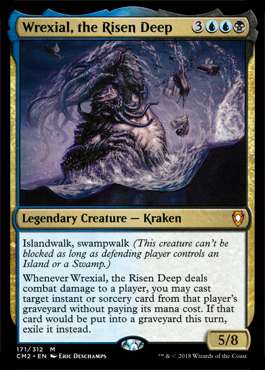 Wrexial, the Risen Deep 3
Legendary Creature — Kraken
Islandwalk, swampwalk (This creature can't be
blocked as long as defending player controls an
Island or a Swamp.)
Whenever Wrexial, the Risen Deep deals
combat damage to a player, you may cast
target instant or sorcery card from that player's
graveyard without paying its mana cost. If that
card would be put into a graveyard this turn,
exile it instead.
5/8
171/312 M
CM2 • EN Eric Deschamps
™ & © 2018 Wizards of the Coast